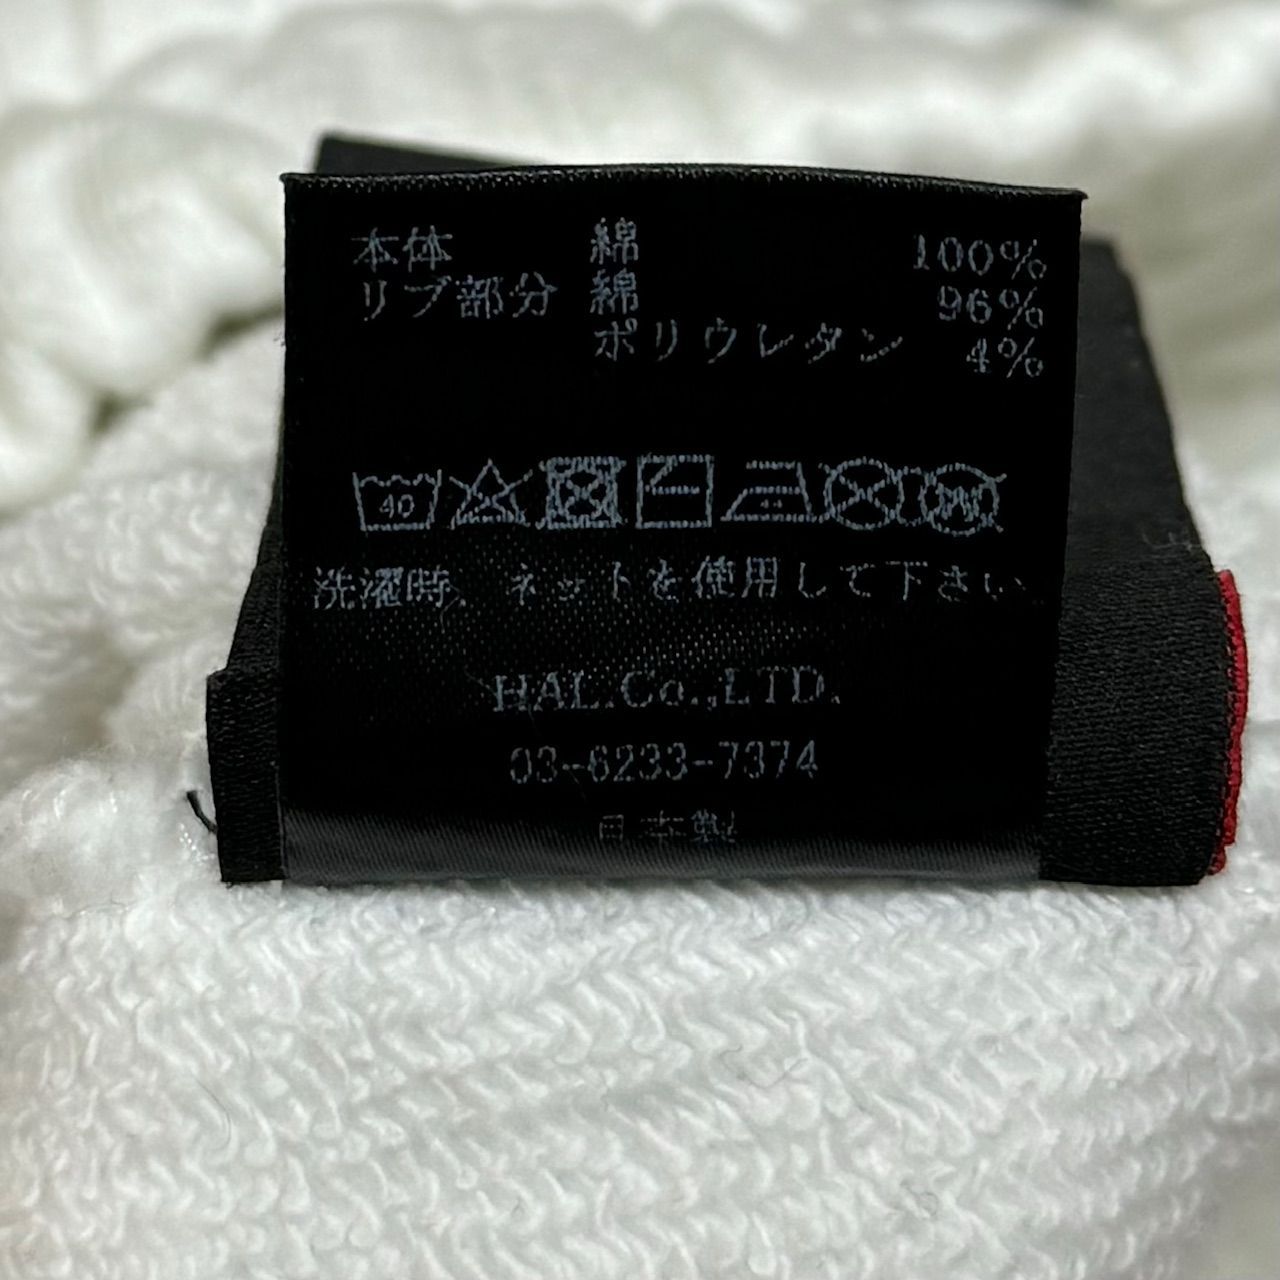 本体 綿 100%
リブ部分 綿 96%
ポリウレタン 4%
40
洗濯時、ネットを使用して下さい、
HAL.Co.,LTD.
03-6233-7374
日本製